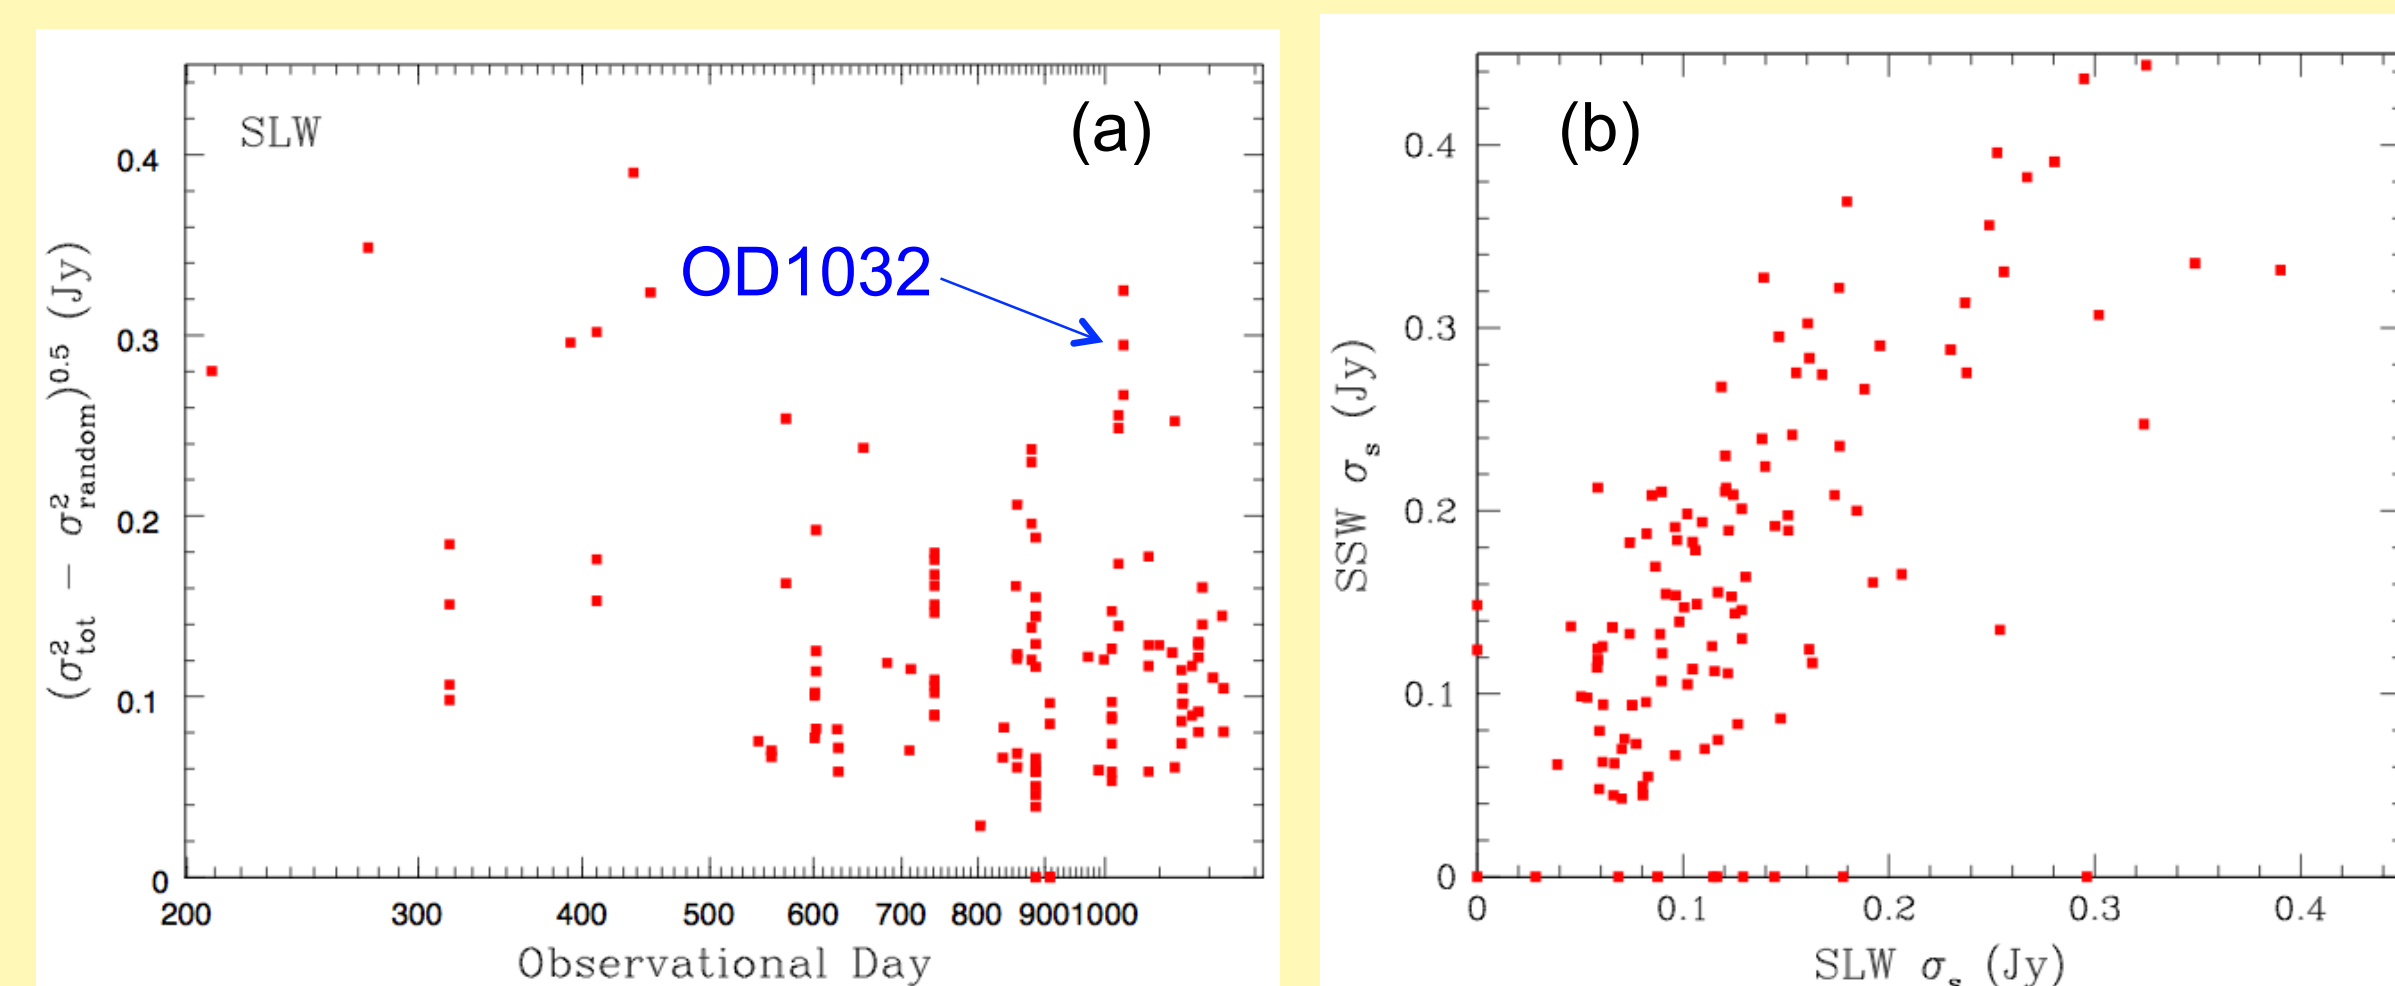 SLW
(a)
OD1032
0.4
0.3
0.2
0.1
0
(σ²tot − σ²random)^0.5 (Jy)
200 300 400 500 600 700 800 900 1000
Observational Day
(b)
0.4
0.3
0.2
0.1
0
SSW σs (Jy)
0 0.1 0.2 0.3 0.4
SLW σs (Jy)